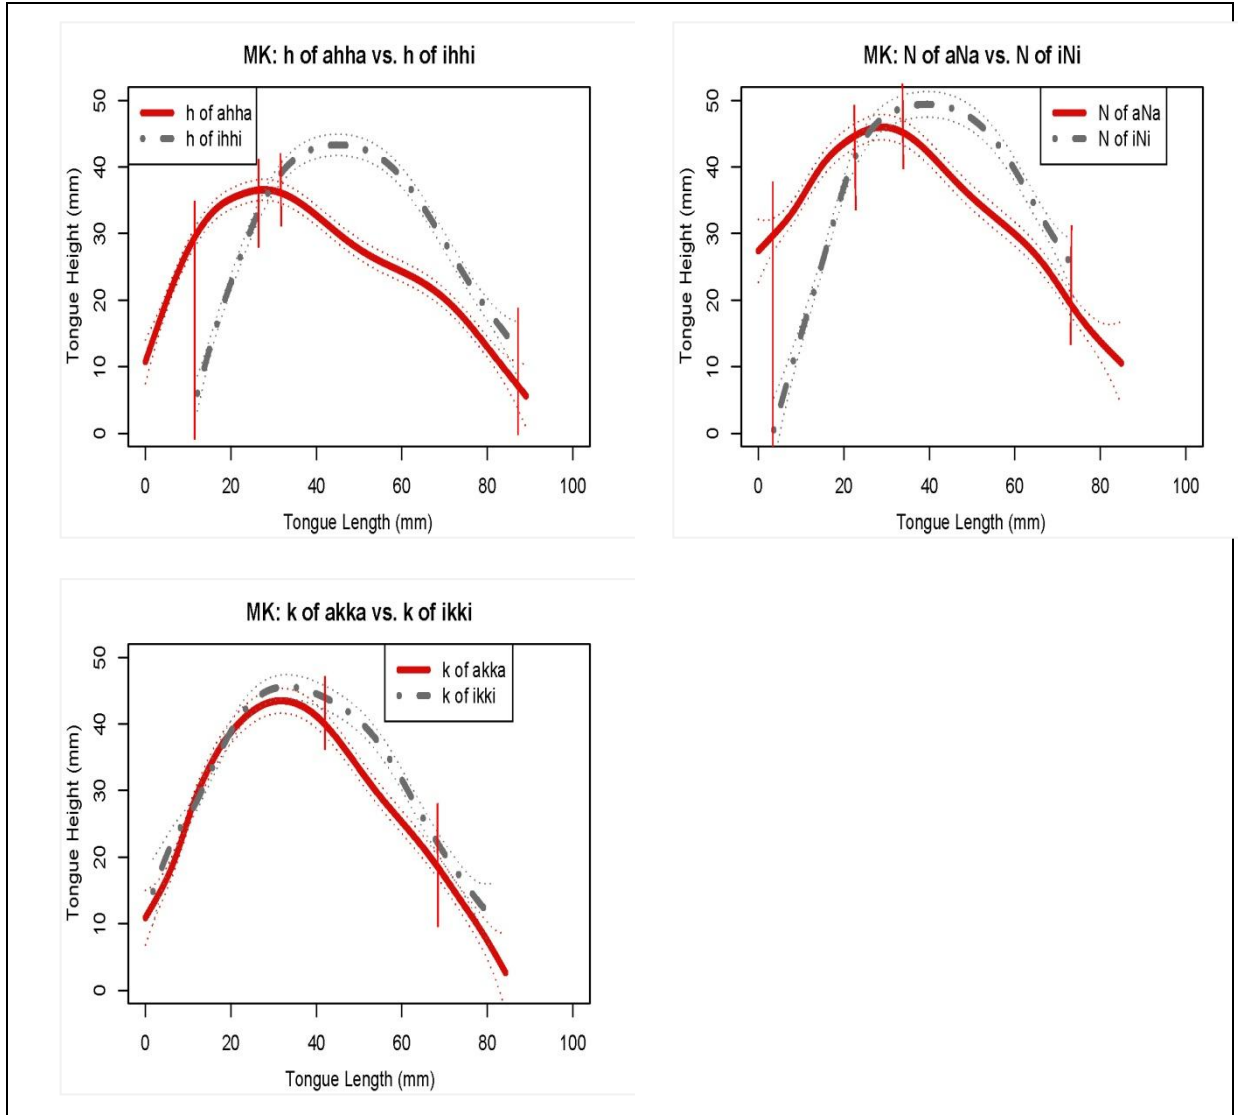 MK: h of ahha vs. h of ihhi
h of ahha
h of ihhi
50
40
30
20
10
0
Tongue Height (mm)
0 20 40 60 80 100
Tongue Length (mm)
MK: N of aNa vs. N of iNi
N of aNa
N of iNi
50
40
30
20
10
0
Tongue Height (mm)
0 20 40 60 80 100
Tongue Length (mm)
MK: k of akka vs. k of ikki
k of akka
k of ikki
50
40
30
20
10
0
Tongue Height (mm)
0 20 40 60 80 100
Tongue Length (mm)